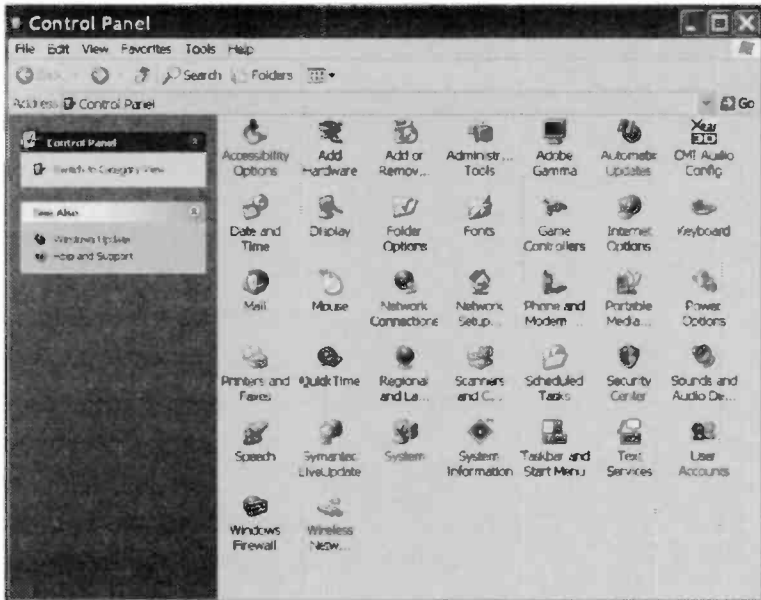 Control Panel
File Edit View Favorites Tools Help
Search Folders
Address Control Panel Go
Control Panel
Switch to Category View
See Also
Windows Update
Help and Support
Accessibility Options
Add Hardware
Add or Remov...
Administr... Tools
Adobe Gamma
Automatic Updates
CMI Audio Config
Date and Time
Display
Folder Options
Fonts
Game Controllers
Internet Options
Keyboard
Mail
Mouse
Network Connections
Network Setup...
Phone and Modem ...
Portable Media...
Power Options
Printers and Faxes
QuickTime
Regional and La...
Scanners and C...
Scheduled Tasks
Security Center
Sounds and Audio De...
Speech
Symantec LiveUpdate
System
System Information
Taskbar and Start Menu
Text Services
User Accounts
Windows Firewall
Wireless Netw...